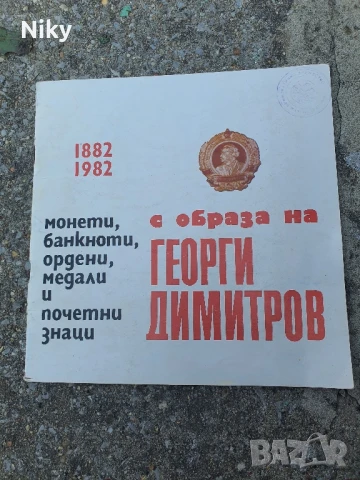 Niky
1882
1982
с образа на
ГЕОРГИ
ДИМИТРОВ
монети,
банкноти,
ордени,
медали
и
почетни
знаци
BAZAR